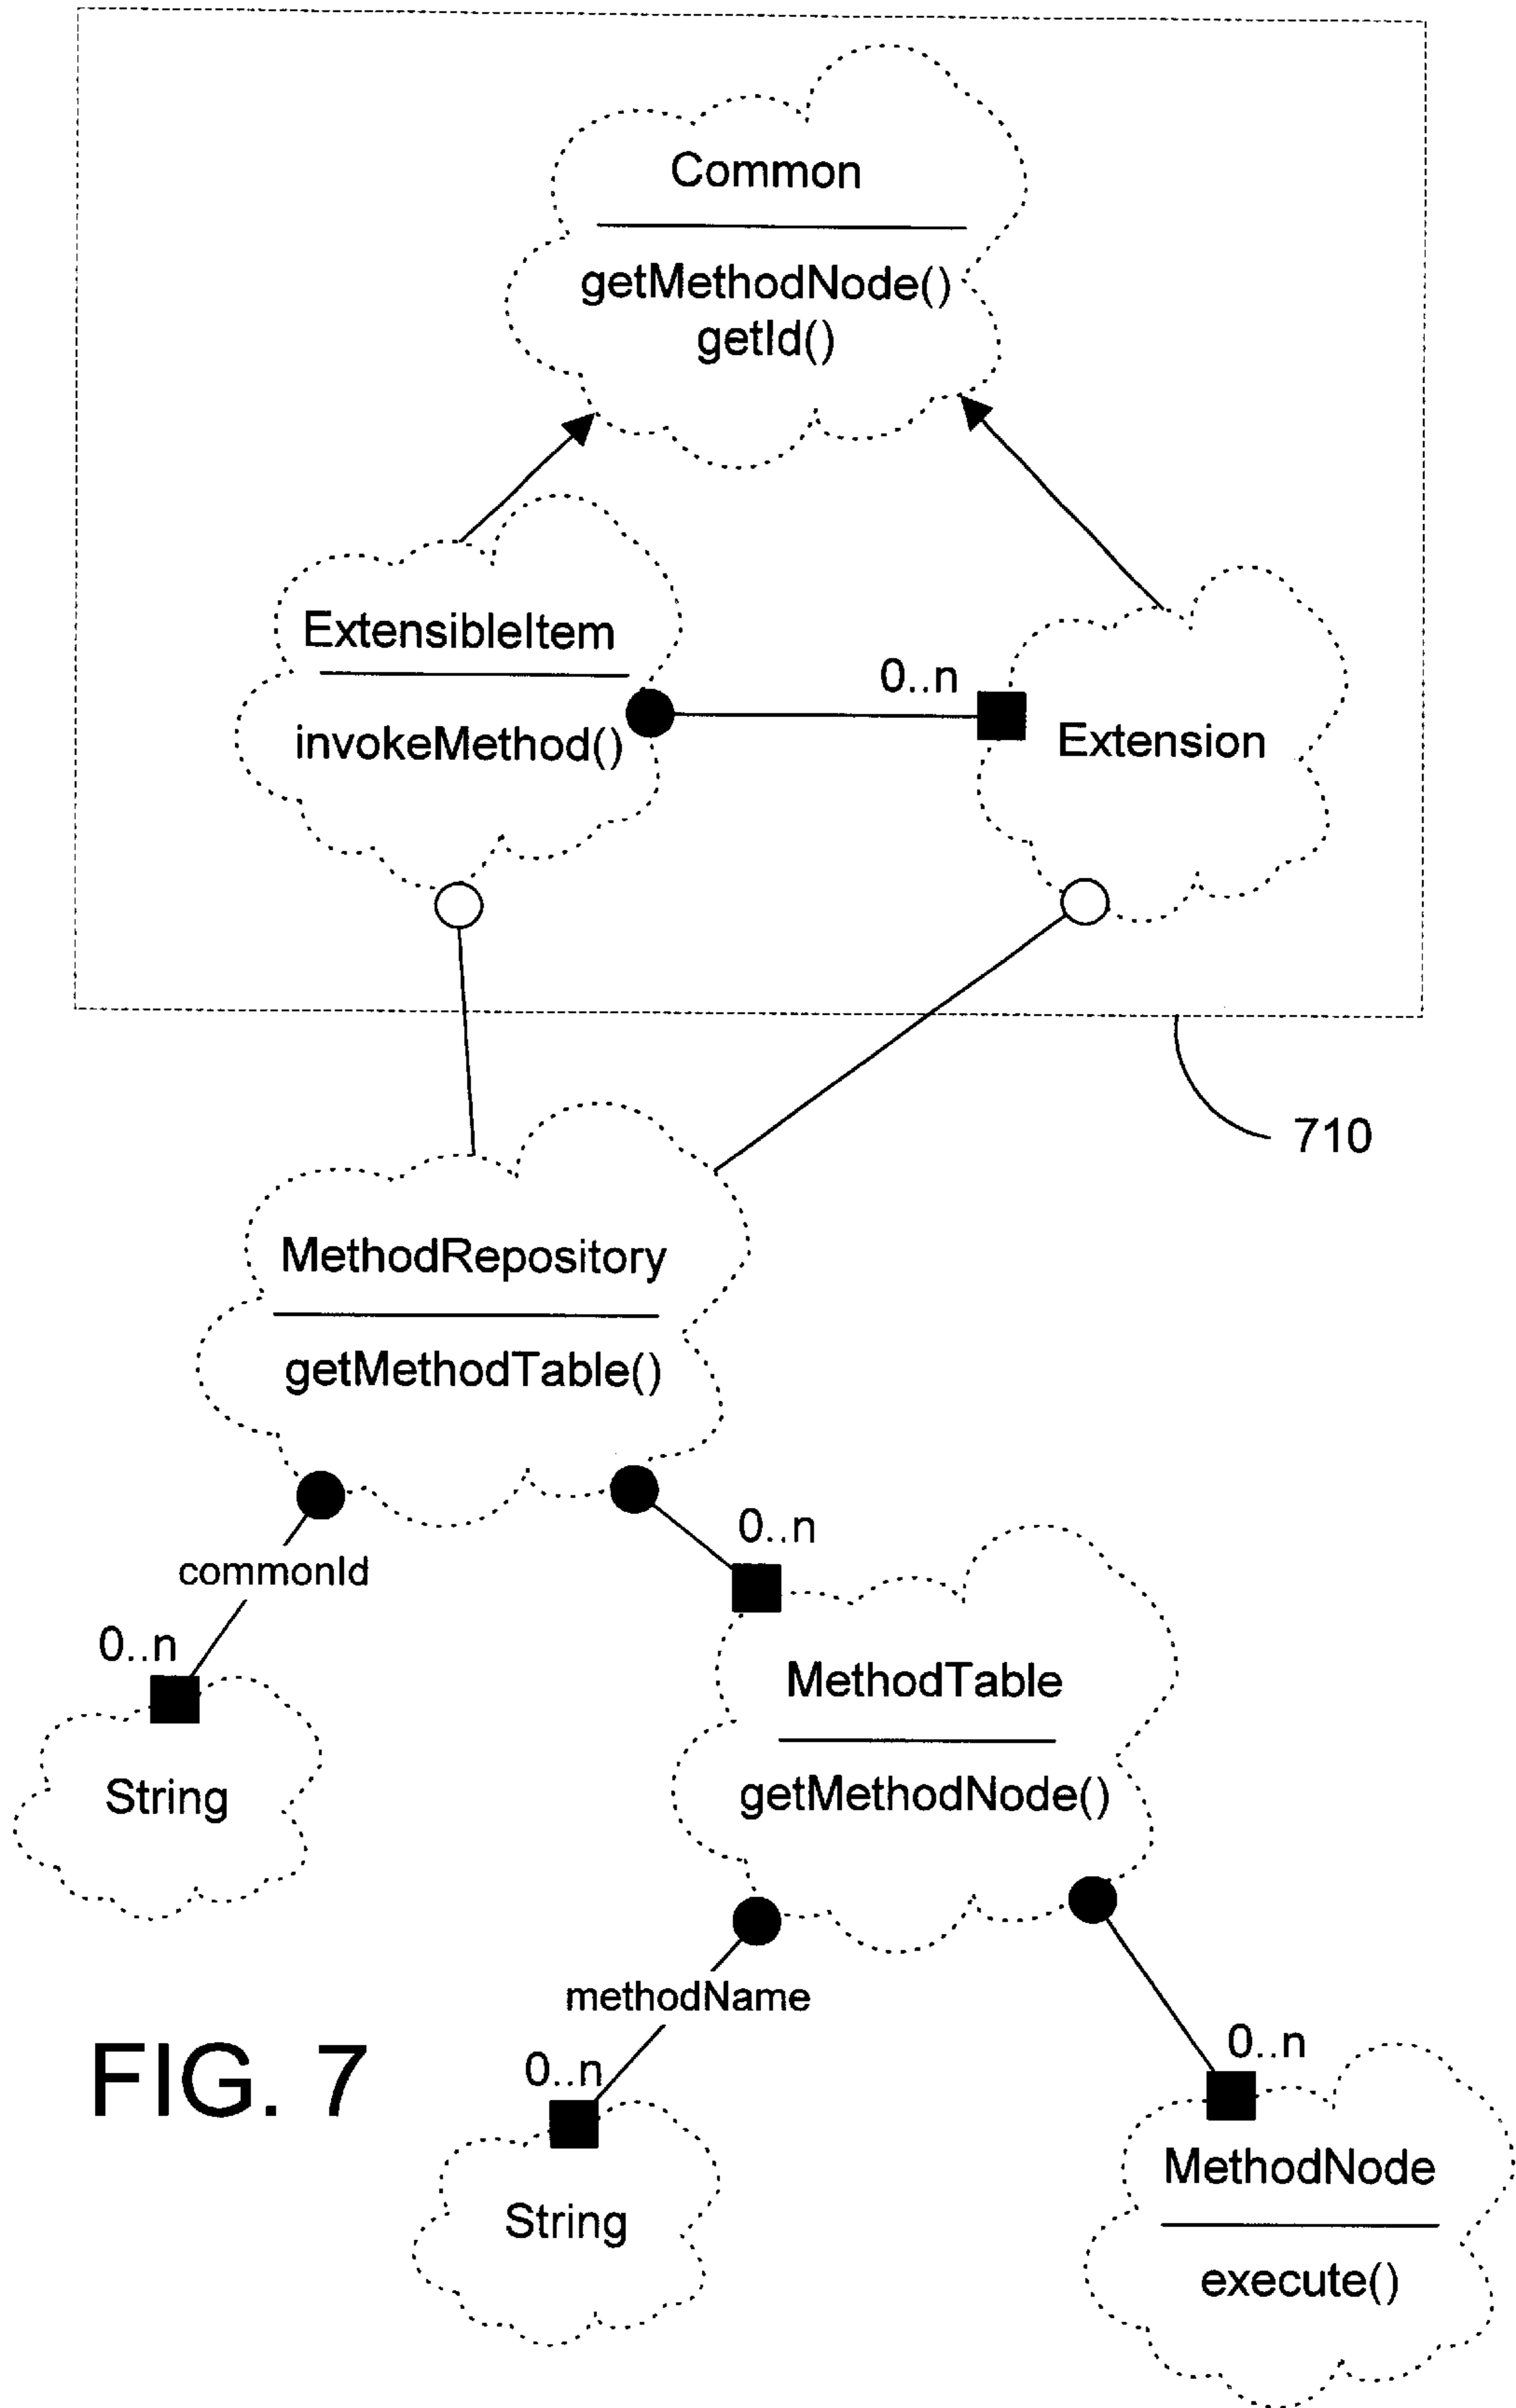 Common
getMethodNode()
getId()
ExtensibleItem
invokeMethod()
0..n
Extension
710
MethodRepository
getMethodTable()
commonId
0..n
0..n
String
MethodTable
getMethodNode()
methodName
0..n
0..n
String
MethodNode
execute()
FIG. 7